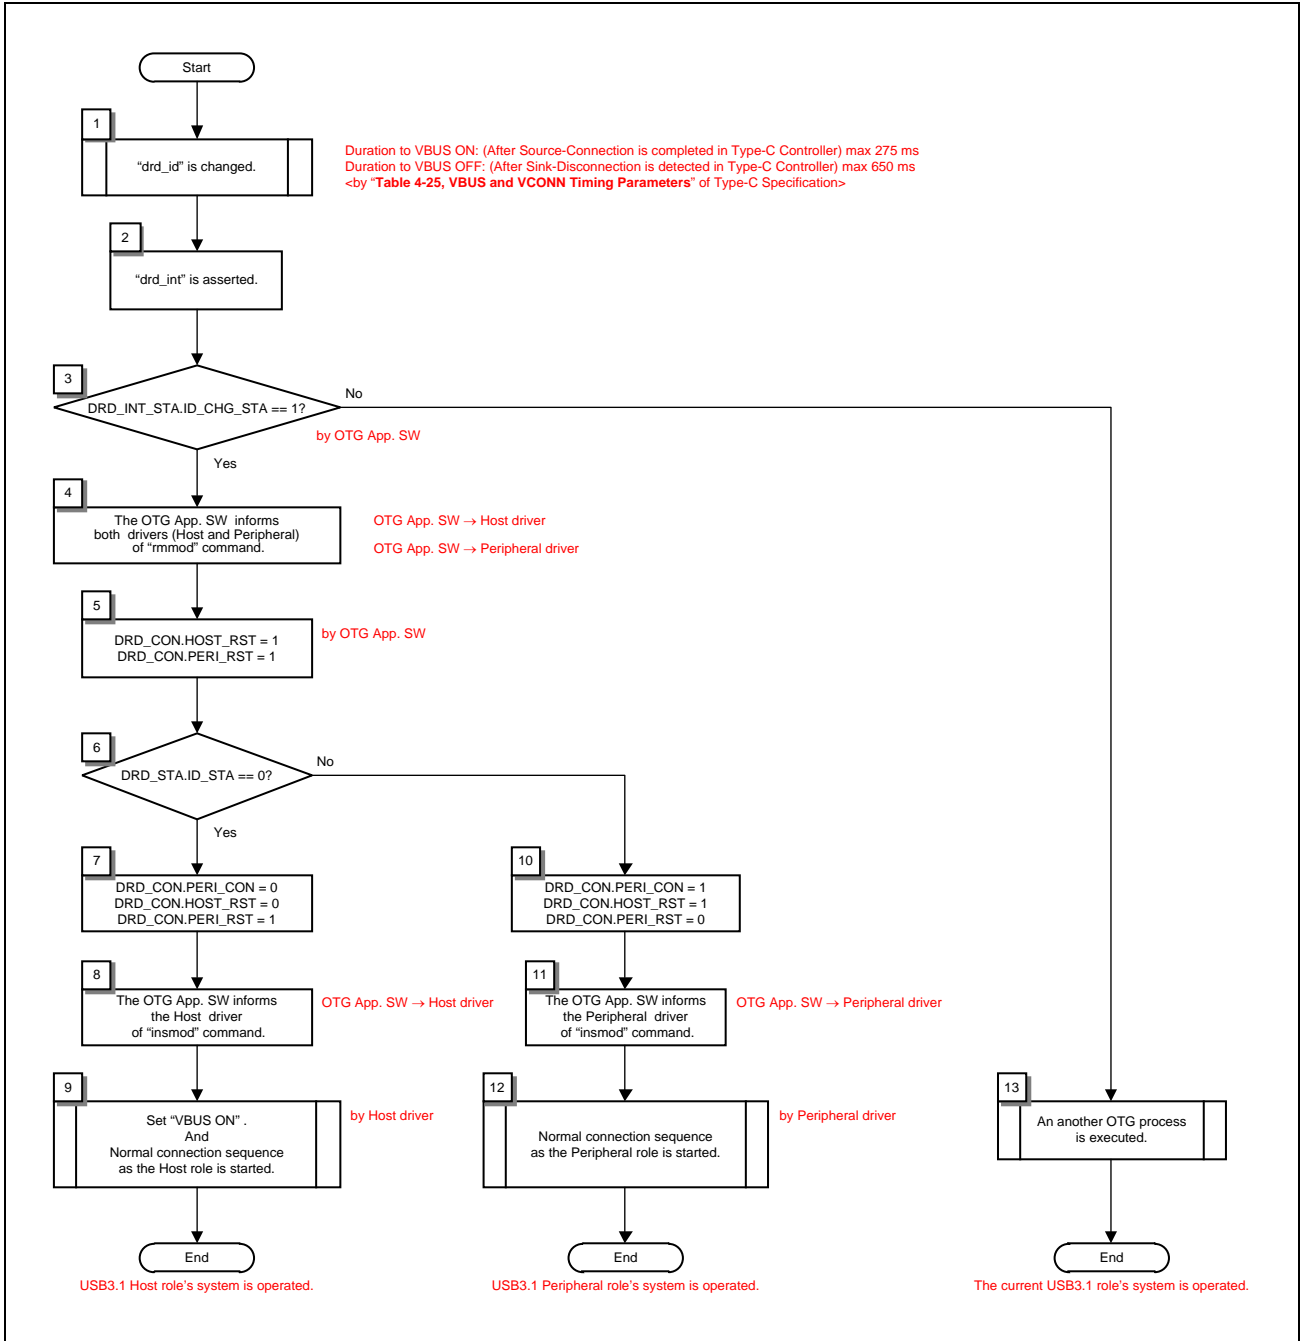 Start
1
“drd_id” is changed.
Duration to VBUS ON: (After Source-Connection is completed in Type-C Controller) max 275 ms
Duration to VBUS OFF: (After Sink-Disconnection is detected in Type-C Controller) max 650 ms
<by “Table 4-25, VBUS and VCONN Timing Parameters” of Type-C Specification>
2
“drd_int” is asserted.
3
DRD_INT_STA.ID_CHG_STA == 1?
No
by OTG App. SW
Yes
4
The OTG App. SW informs
both drivers (Host and Peripheral)
of “rmmod” command.
OTG App. SW → Host driver
OTG App. SW → Peripheral driver
5
DRD_CON.HOST_RST = 1
DRD_CON.PERI_RST = 1
by OTG App. SW
6
DRD_STA.ID_STA == 0?
No
Yes
7
DRD_CON.PERI_CON = 0
DRD_CON.HOST_RST = 0
DRD_CON.PERI_RST = 1
10
DRD_CON.PERI_CON = 1
DRD_CON.HOST_RST = 1
DRD_CON.PERI_RST = 0
8
The OTG App. SW informs
the Host driver
of “insmod” command.
OTG App. SW → Host driver
11
The OTG App. SW informs
the Peripheral driver
of “insmod” command.
OTG App. SW → Peripheral driver
9
Set “VBUS ON” .
And
Normal connection sequence
as the Host role is started.
by Host driver
12
Normal connection sequence
as the Peripheral role is started.
by Peripheral driver
13
An another OTG process
is executed.
End
USB3.1 Host role’s system is operated.
End
USB3.1 Peripheral role’s system is operated.
End
The current USB3.1 role’s system is operated.